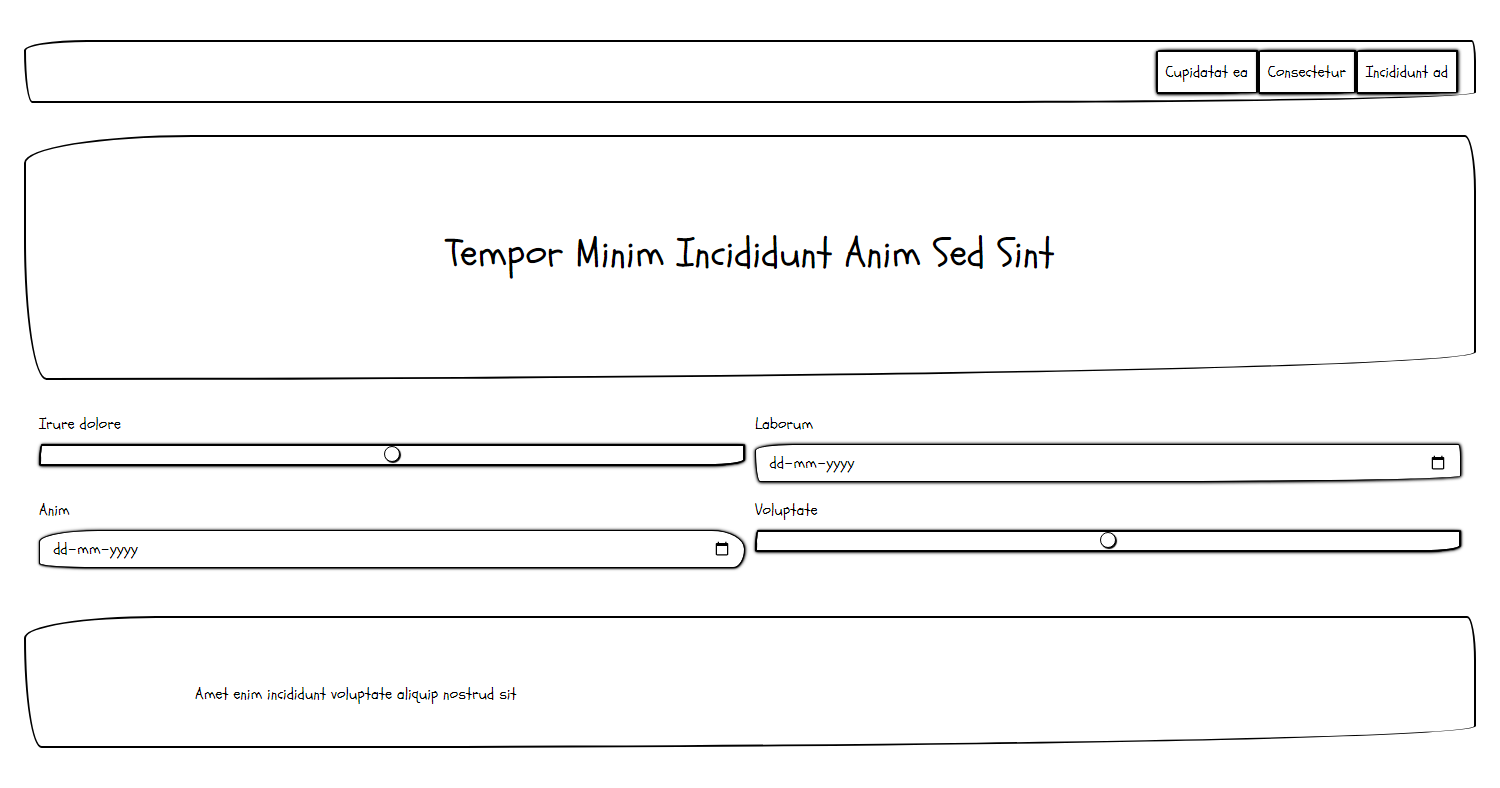 Cupidatat ea Consectetur Incididunt ad
Tempor Minim Incididunt Anim Sed Sint
Irure dolore
Laborum
dd-mm-yyyy
Anim
dd-mm-yyyy
Voluptate
Amet enim incididunt voluptate aliquip nostrud sit